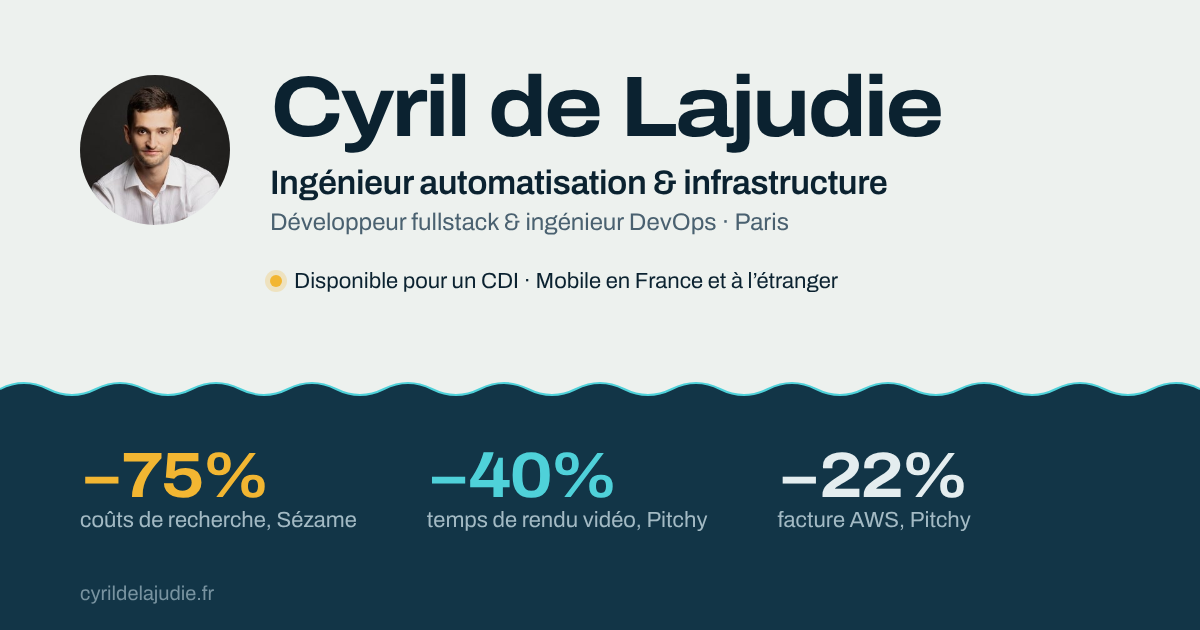 Cyril de Lajudie
Ingénieur automatisation & infrastructure
Développeur fullstack & ingénieur DevOps · Paris
Disponible pour un CDI · Mobile en France et à l’étranger
–75%
coûts de recherche, Sézame
–40%
temps de rendu vidéo, Pitchy
–22%
facture AWS, Pitchy
cyrildelajudie.fr